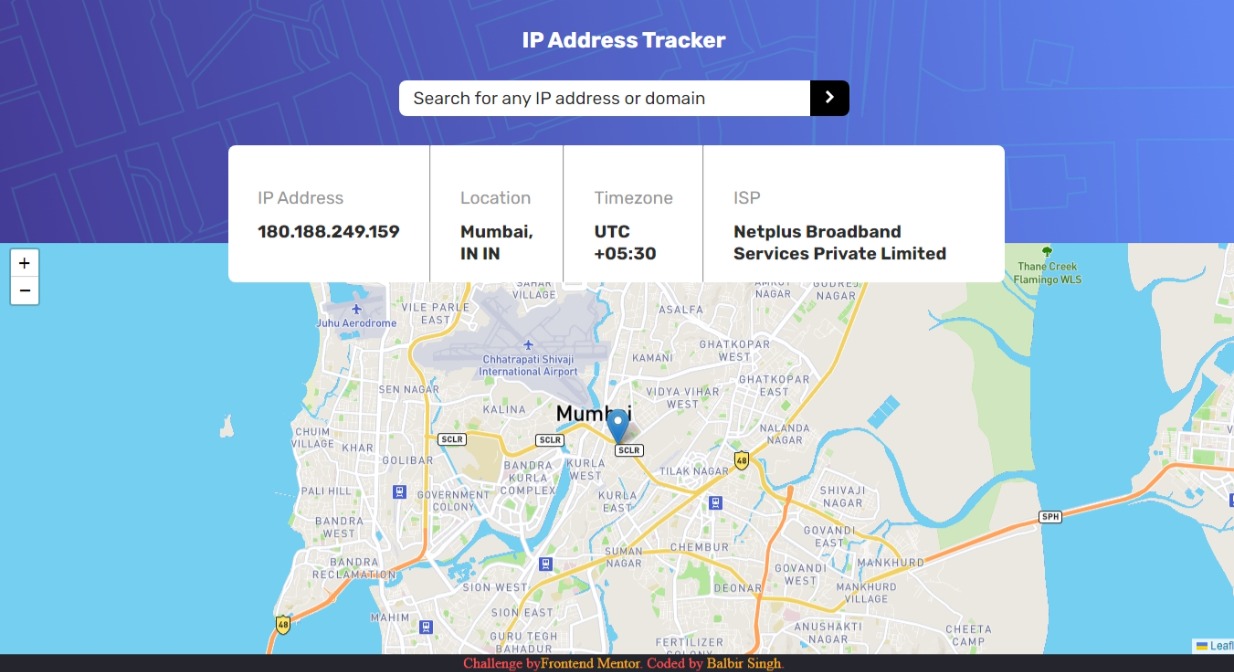 IP Address Tracker
Search for any IP address or domain
IP Address
180.188.249.159
Location
Mumbai,
IN IN
Timezone
UTC
+05:30
ISP
Netplus Broadband
Services Private Limited
+
−
Thane Creek
Flamingo WLS
SAHAR
VILLAGE
NAGAR
GODREJ
NAGAR
Juhu Aerodrome
VILE PARLE
EAST
ASALFA
Chhatrapati Shivaji
International Airport
KAMANI
GHATKOPAR
WEST
SEN NAGAR
VIDYA VIHAR
WEST
GHATKOPAR
EAST
KALINA
Mumbai
CHUIM
VILLAGE
KHAR
SCLR
SCLR
SCLR
NALANDA
NAGAR
GOLIBAR
BANDRA
KURLA
COMPLEX
KURLA
WEST
TILAK NAGAR
48
PALI HILL
GOVERNMENT
COLONY
KURLA
EAST
SHIVAJI
NAGAR
BANDRA
WEST
SPH
GOVANDI
EAST
SUMAN
NAGAR
CHEMBUR
BANDRA
RECLAMATION
GOVANDI
WEST
MANKHURD
SION WEST
DEONAR
MANKHURD
VILLAGE
MAHIM
SION EAST
48
GURU TEGH
BAHADUR
FERTILIZER
ANUSHAKTI
NAGAR
CHEETA
CAMP
Leafl
Challenge byFrontend Mentor. Coded by Balbir Singh.